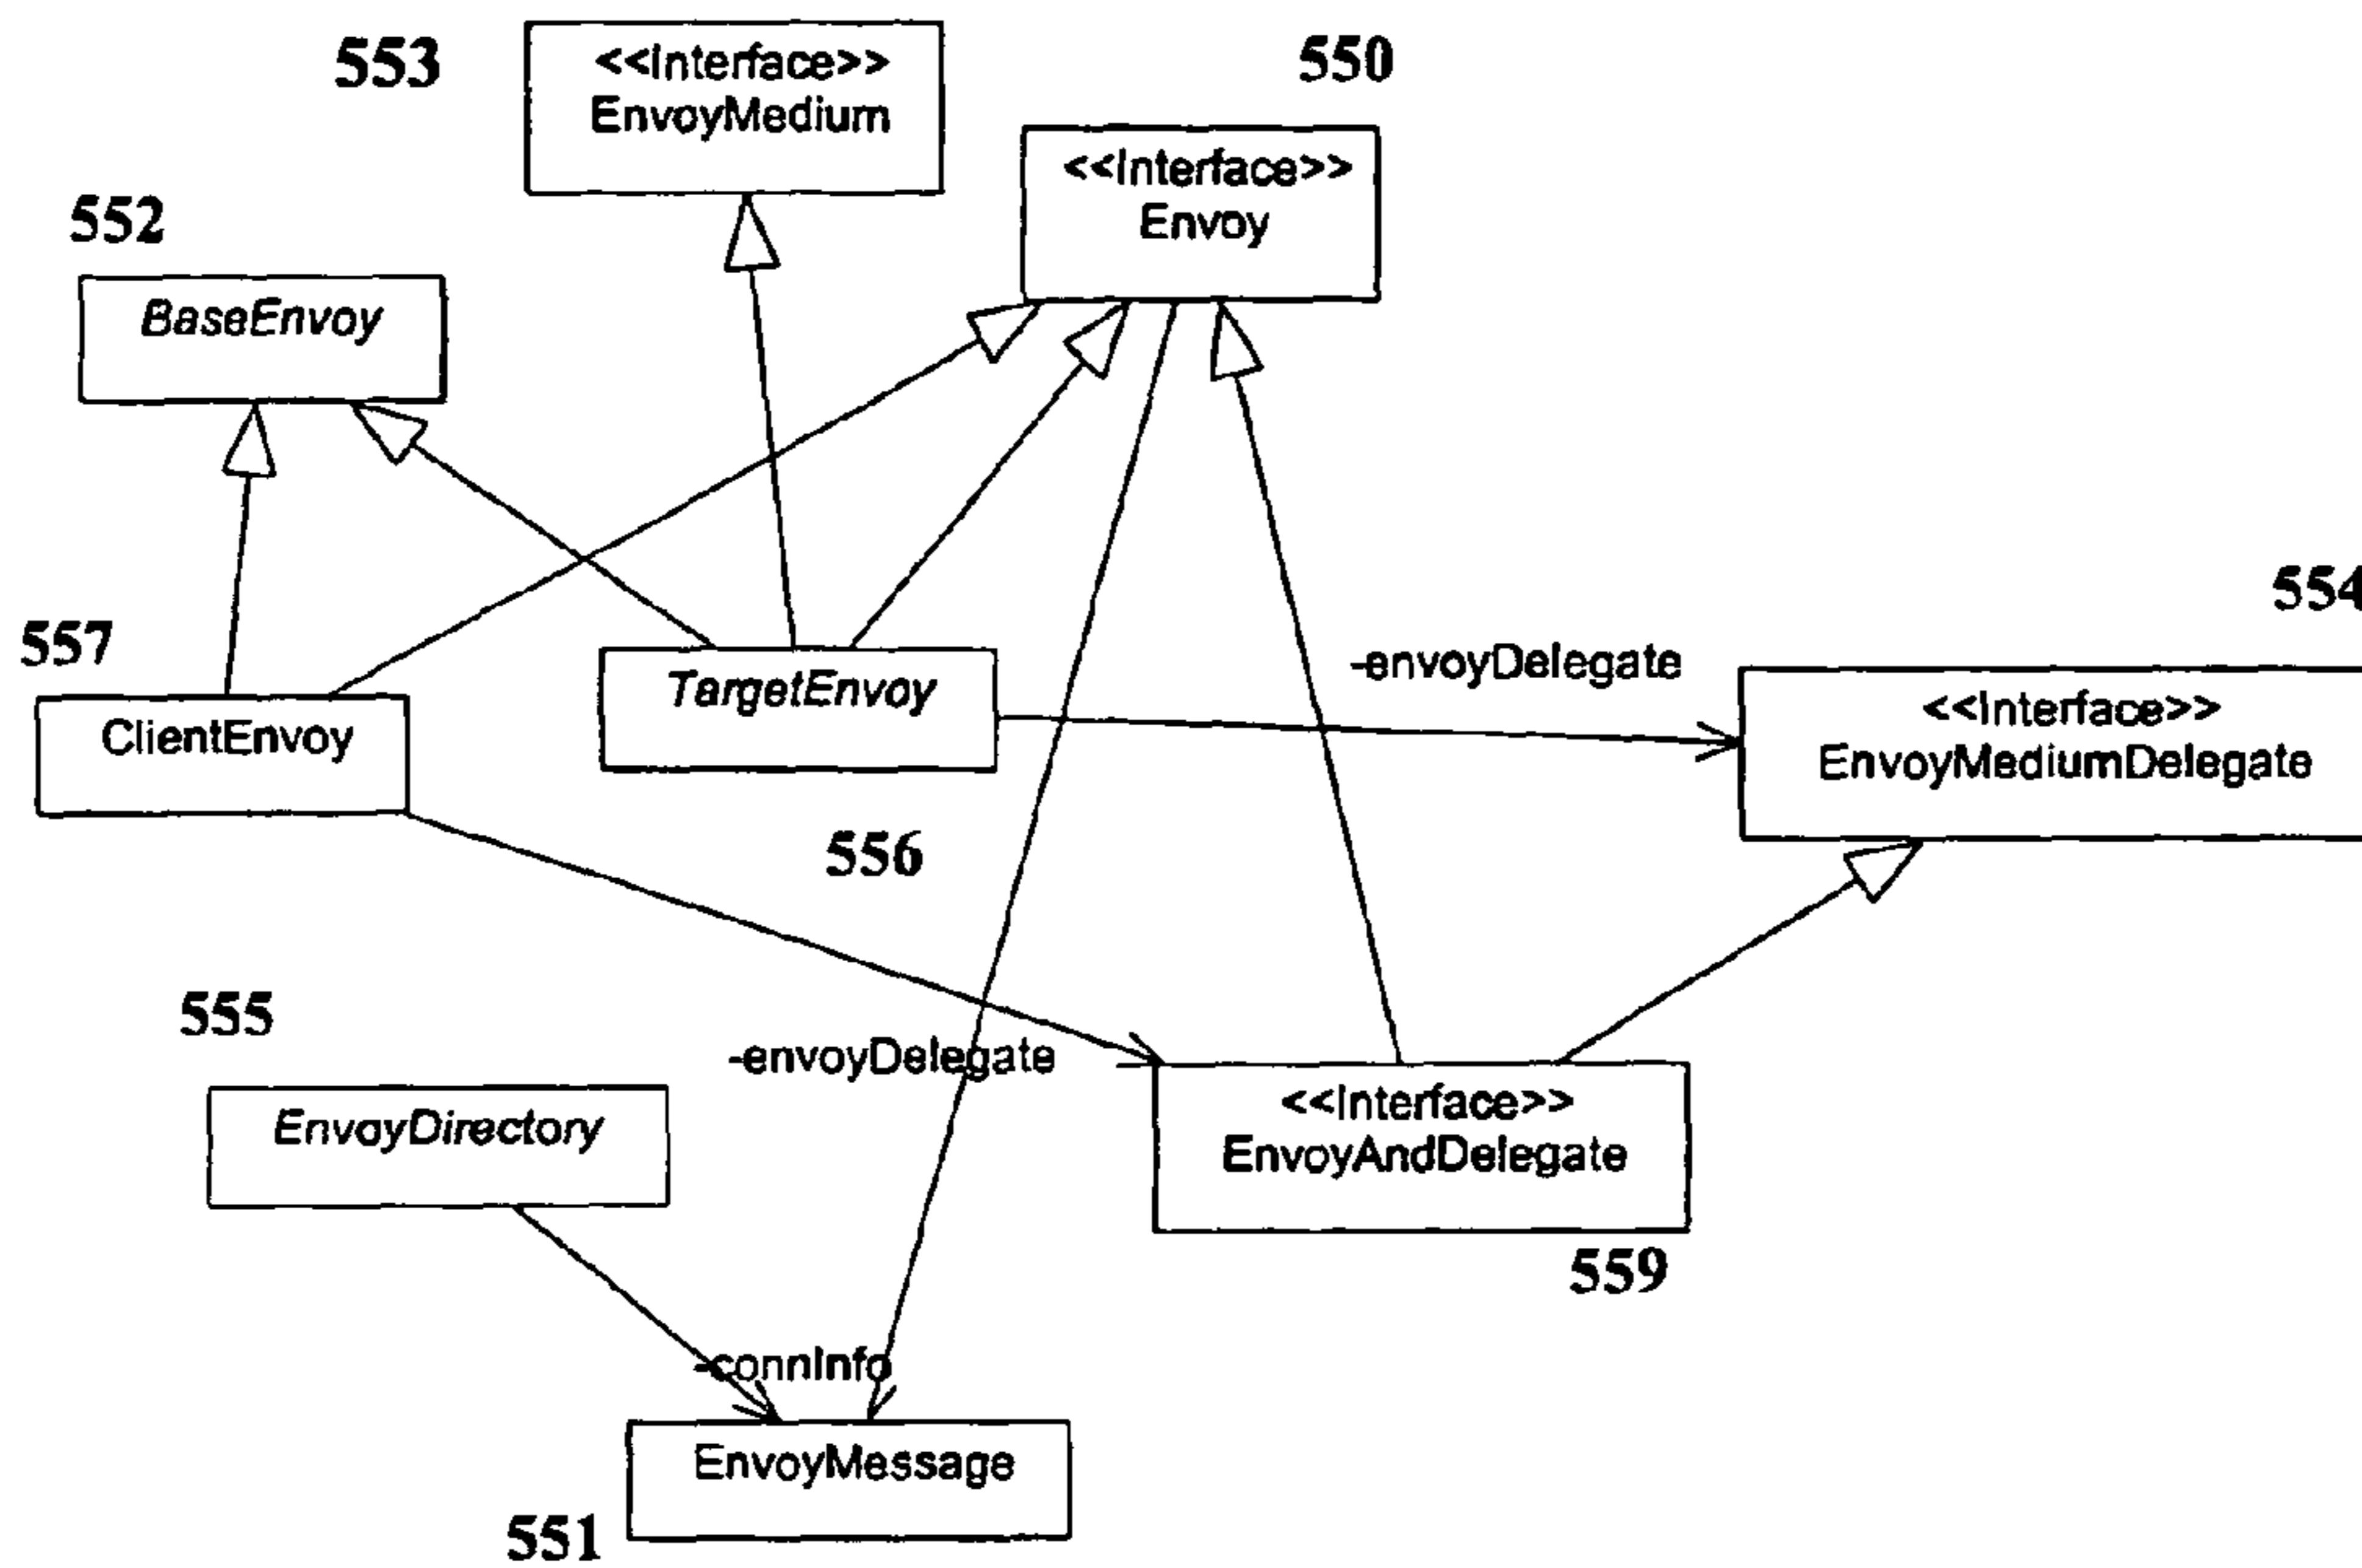 553
<<Interface>>
EnvoyMedium
550
<<Interface>>
Envoy
552
BaseEnvoy
557
ClientEnvoy
TargetEnvoy
556
-envoyDelegate
554
<<Interface>>
EnvoyMediumDelegate
555
EnvoyDirectory
-envoyDelegate
<<Interface>>
EnvoyAndDelegate
559
-connInfo
EnvoyMessage
551